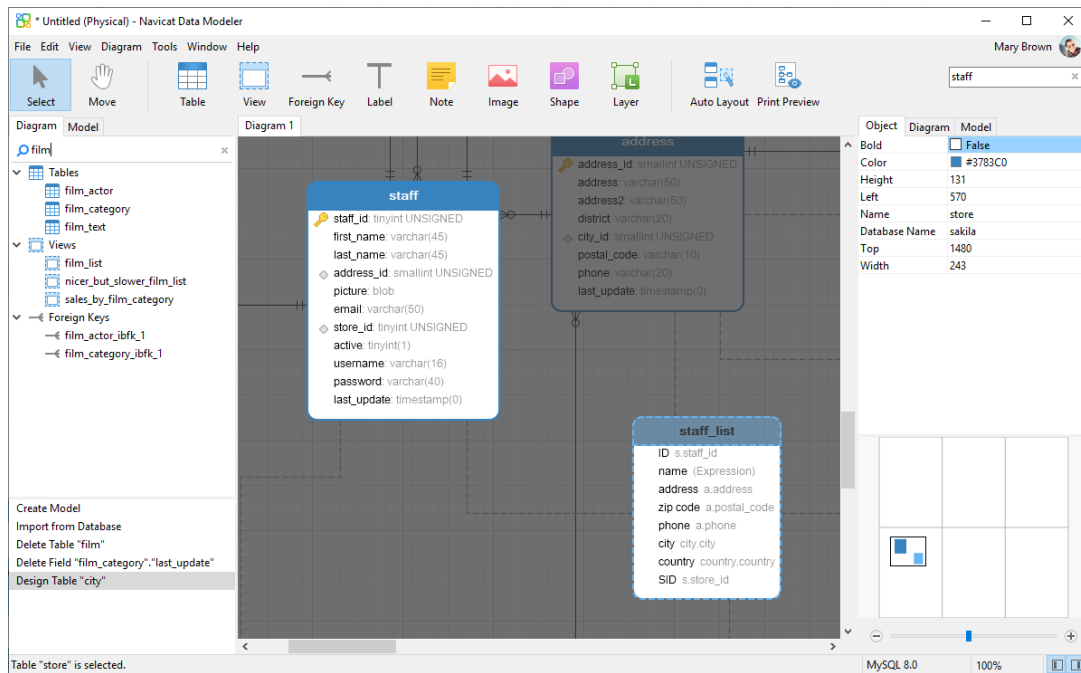 * Untitled (Physical) - Navicat Data Modeler
File Edit View Diagram Tools Window Help
Mary Brown
Select Move Table View Foreign Key Label Note Image Shape Layer Auto Layout Print Preview
staff
Diagram Model
film
Tables
film_actor
film_category
film_text
Views
film_list
nicer_but_slower_film_list
sales_by_film_category
Foreign Keys
film_actor_ibfk_1
film_category_ibfk_1
Create Model
Import from Database
Delete Table "film"
Delete Field "film_category"."last_update"
Design Table "city"
Diagram 1
staff
staff_id: tinyint UNSIGNED
first_name: varchar(45)
last_name: varchar(45)
address_id: smallint UNSIGNED
picture: blob
email: varchar(50)
store_id: tinyint UNSIGNED
active: tinyint(1)
username: varchar(16)
password: varchar(40)
last_update: timestamp(0)
address
address_id: smallint UNSIGNED
address: varchar(50)
address2: varchar(50)
district: varchar(20)
city_id: smallint UNSIGNED
postal_code: varchar(10)
phone: varchar(20)
last_update: timestamp(0)
staff_list
ID s.staff_id
name (Expression)
address a.address
zip code a.postal_code
phone a.phone
city city.city
country country.country
SID s.store_id
Object Diagram Model
Bold False
Color #3783C0
Height 131
Left 570
Name store
Database Name sakila
Top 1480
Width 243
Table "store" is selected.
MySQL 8.0
100%